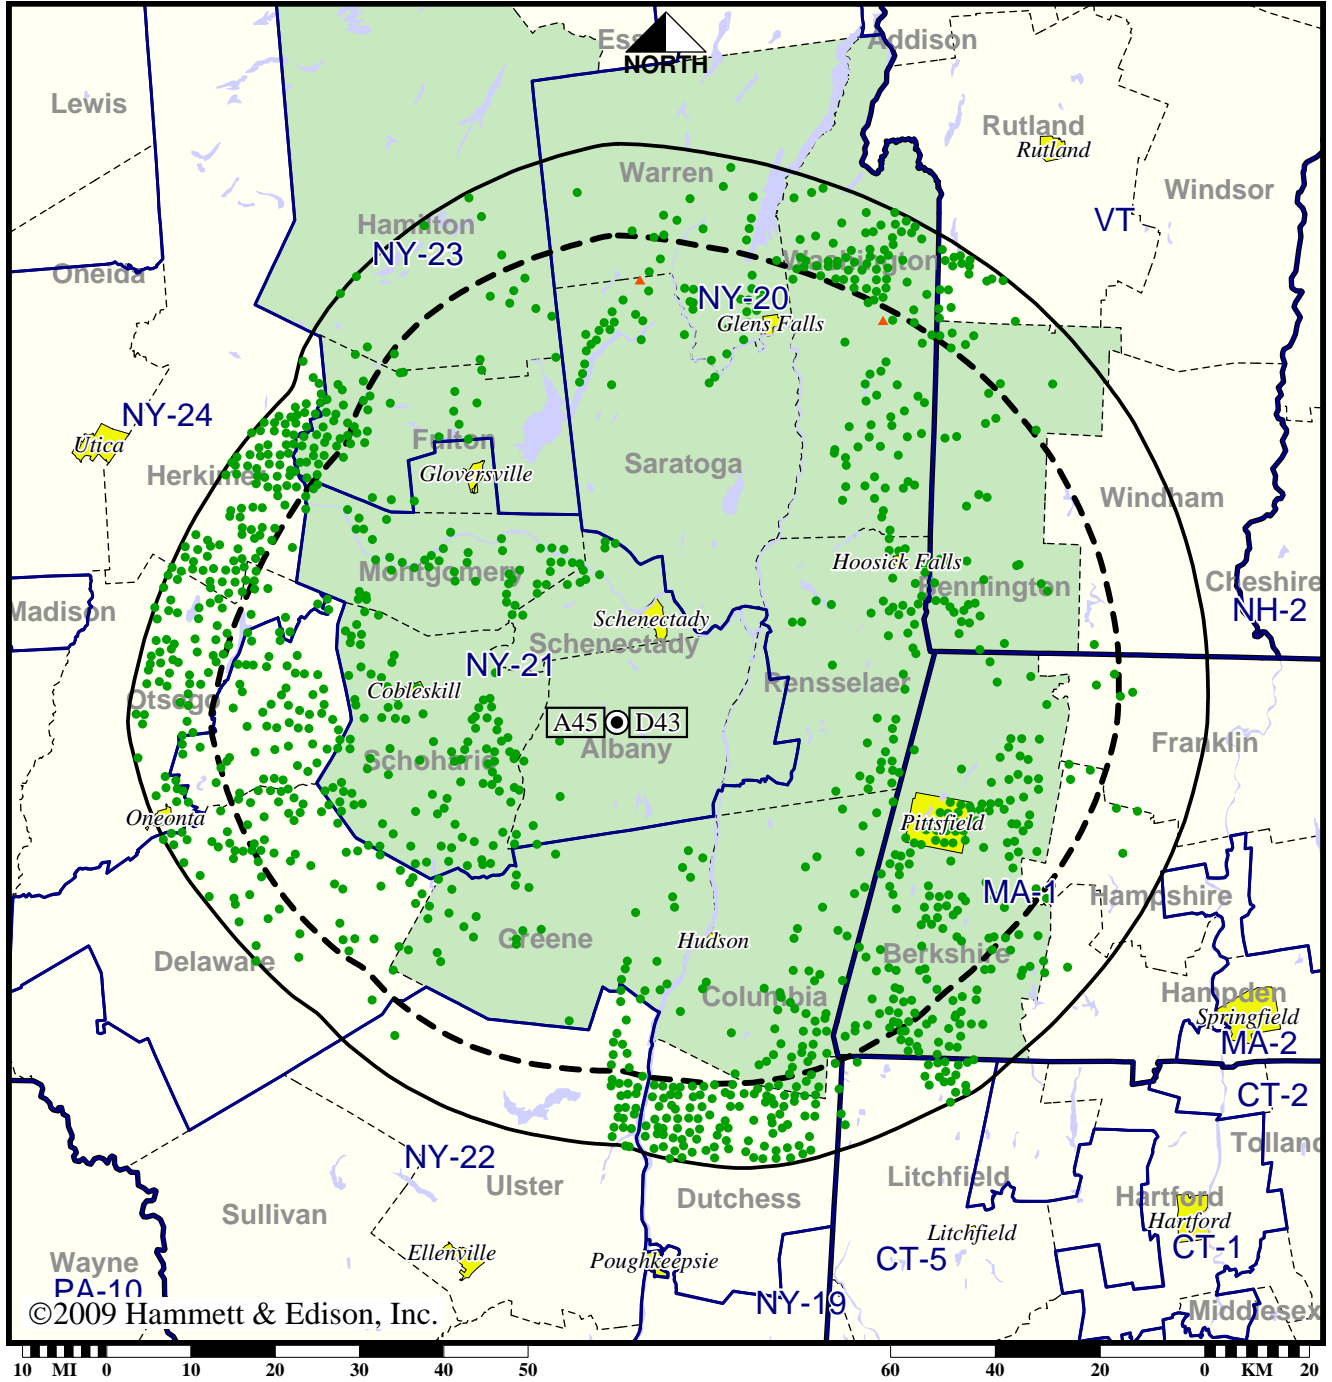 Essex
Addison
NORTH
Lewis
Rutland
Rutland
Warren
Windsor
VT
Hamilton
NY-23
Washington
Oneida
NY-20
Glens Falls
NY-24
Utica
Fulton
Herkimer
Gloversville
Saratoga
Windham
Hoosick Falls
Montgomery
Bennington
Cheshire
Madison
NH-2
Schenectady
Schenectady
NY-21
Cobleskill
Rensselaer
Otsego
A45
D43
Albany
Franklin
Schoharie
Oneonta
Pittsfield
MA-1
Hampshire
Greene
Hudson
Delaware
Berkshire
Columbia
Hampden
Springfield
MA-2
CT-2
Tolland
NY-22
Ulster
Litchfield
Dutchess
Hartford
Sullivan
Hartford
Litchfield
Ellenville
Poughkeepsie
CT-5
CT-1
Wayne
PA-10
NY-19
Middlesex
©2009 Hammett & Edison, Inc.
10 MI 0 10 20 30 40 50
60 40 20 0 KM 20